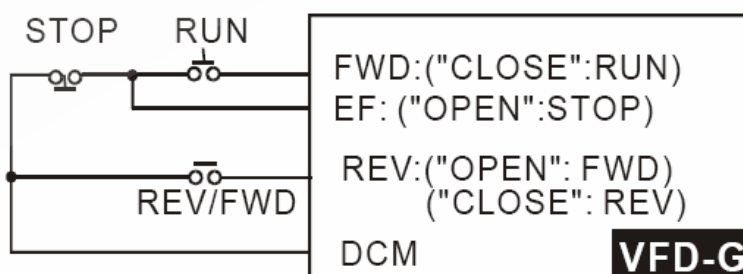 STOP RUN
FWD:("CLOSE":RUN)
EF: ("OPEN":STOP)
REV:("OPEN": FWD)
REV/FWD ("CLOSE": REV)
DCM VFD-G